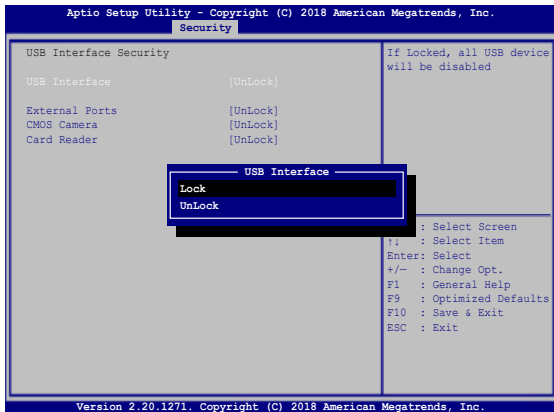 Aptio Setup Utility - Copyright (C) 2018 American Megatrends, Inc.
Security
USB Interface Security
USB Interface [UnLock]
External Ports [UnLock]
CMOS Camera [UnLock]
Card Reader [UnLock]
USB Interface
Lock
UnLock
If Locked, all USB device
will be disabled
: Select Screen
↑↓ : Select Item
Enter: Select
+/— : Change Opt.
F1 : General Help
F9 : Optimized Defaults
F10 : Save & Exit
ESC : Exit
Version 2.20.1271. Copyright (C) 2018 American Megatrends, Inc.